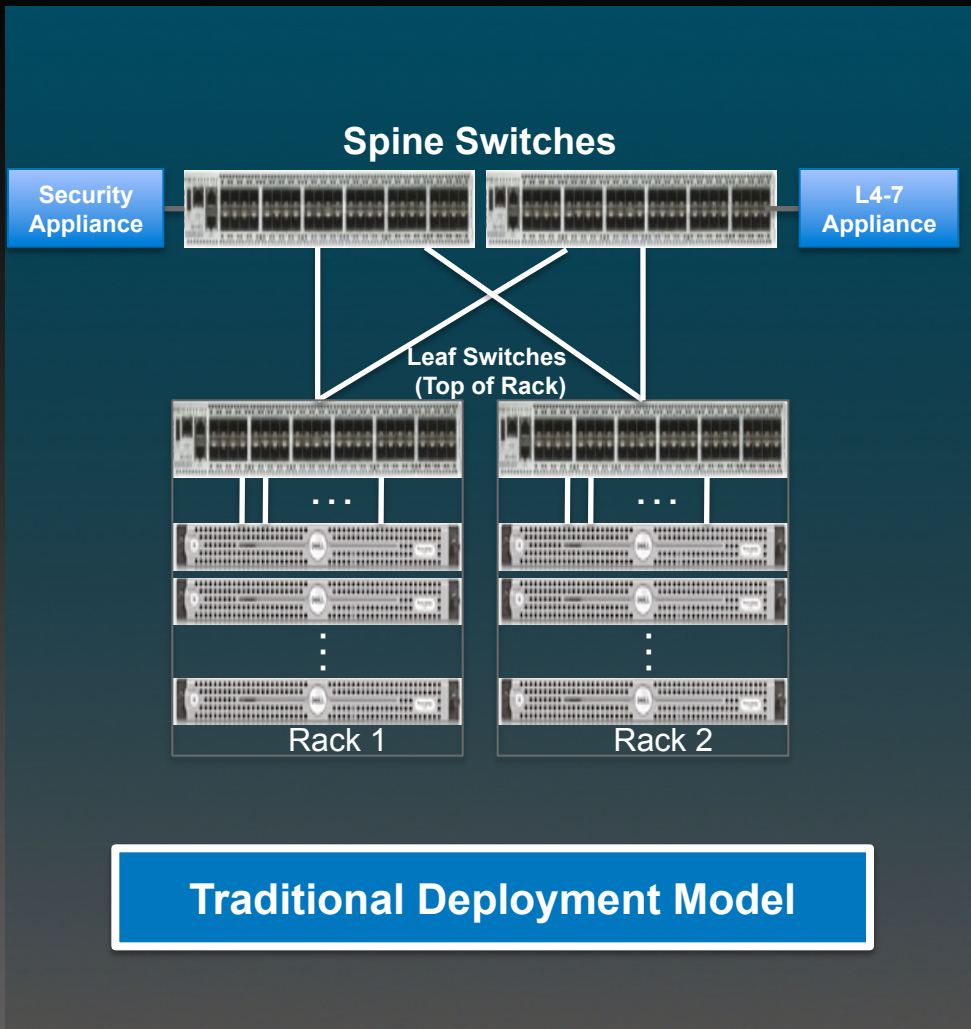 Spine Switches
Security
Appliance
L4-7
Appliance
Leaf Switches
(Top of Rack)
. . .
. . .
Rack 1
Rack 2
Traditional Deployment Model